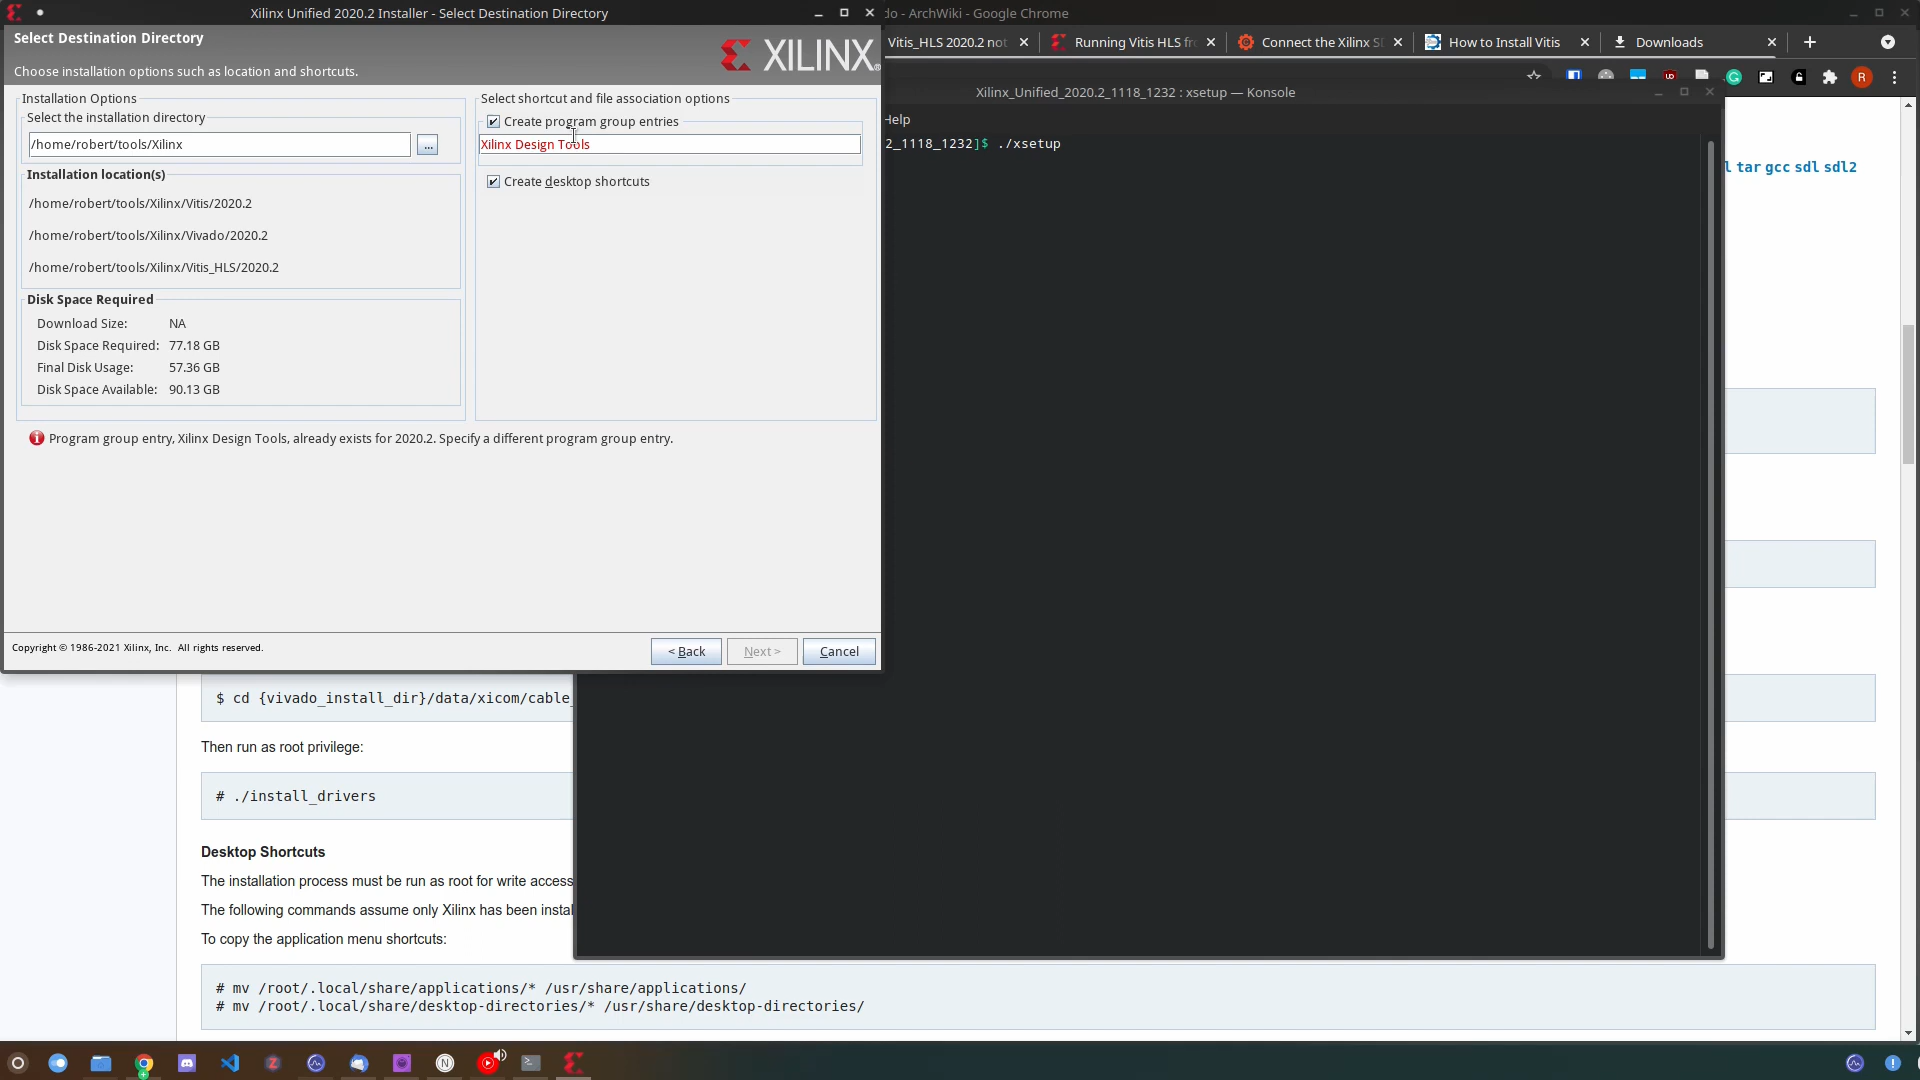 Xilinx Unified 2020.2 Installer - Select Destination Directory
do - ArchWiki - Google Chrome
Select Destination Directory
Choose installation options such as location and shortcuts.
XILINX
Vitis_HLS 2020.2 not
Running Vitis HLS fr
Connect the Xilinx S
How to Install Vitis
Downloads
Installation Options
Select the installation directory
/home/robert/tools/Xilinx
...
Installation location(s)
/home/robert/tools/Xilinx/Vitis/2020.2
/home/robert/tools/Xilinx/Vivado/2020.2
/home/robert/tools/Xilinx/Vitis_HLS/2020.2
Disk Space Required
Download Size: NA
Disk Space Required: 77.18 GB
Final Disk Usage: 57.36 GB
Disk Space Available: 90.13 GB
Select shortcut and file association options
Create program group entries
Xilinx Design Tools
Create desktop shortcuts
Program group entry, Xilinx Design Tools, already exists for 2020.2. Specify a different program group entry.
Copyright © 1986-2021 Xilinx, Inc. All rights reserved.
< Back
Next >
Cancel
Xilinx_Unified_2020.2_1118_1232 : xsetup — Konsole
Help
2_1118_1232]$ ./xsetup
l tar gcc sdl sdl2
R
$ cd {vivado_install_dir}/data/xicom/cable_
Then run as root privilege:
# ./install_drivers
Desktop Shortcuts
The installation process must be run as root for write access
The following commands assume only Xilinx has been instal
To copy the application menu shortcuts:
# mv /root/.local/share/applications/* /usr/share/applications/
# mv /root/.local/share/desktop-directories/* /usr/share/desktop-directories/